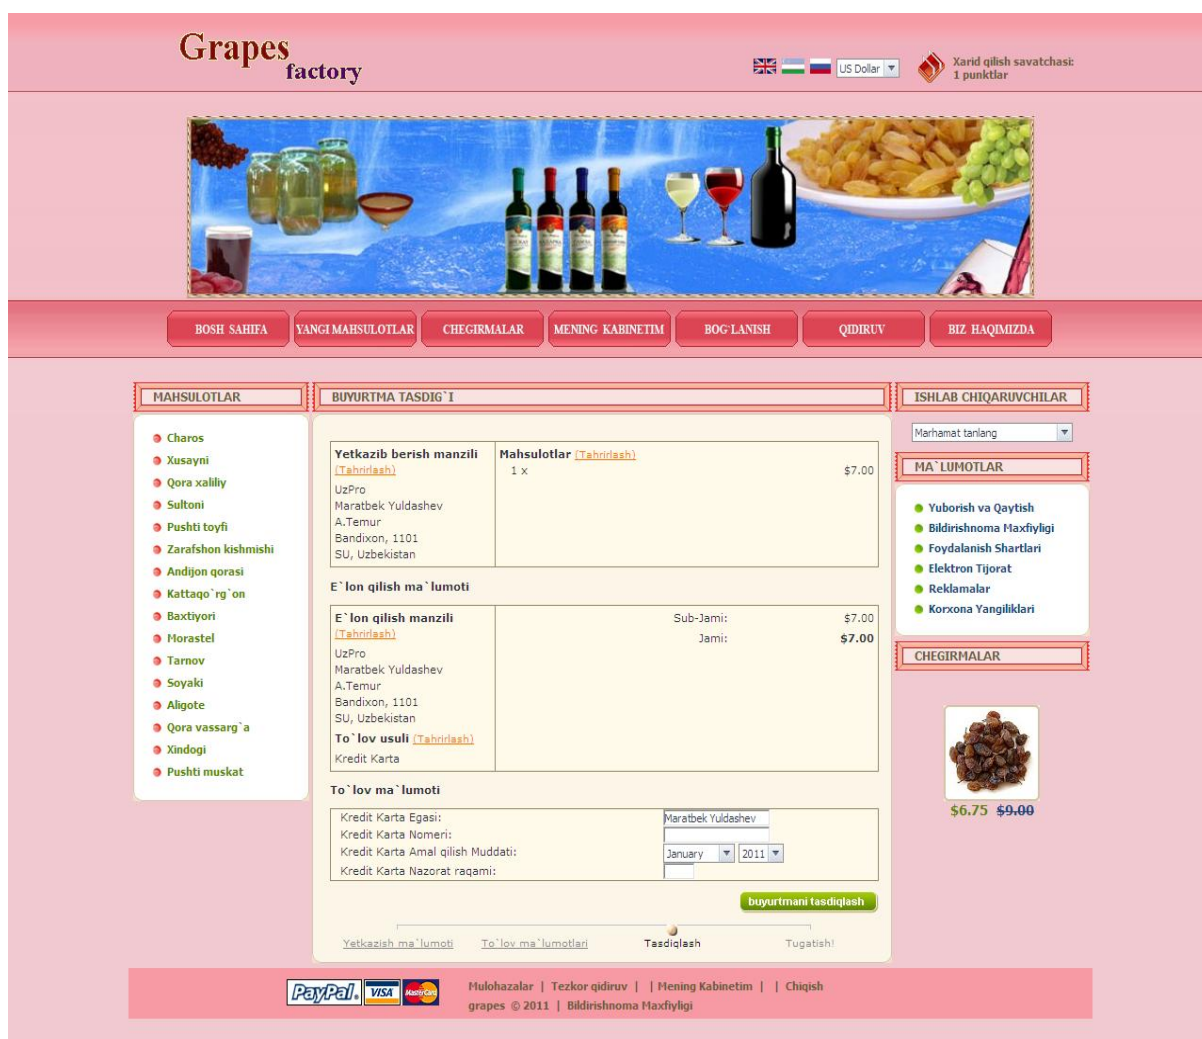 Grapes
factory
US Dollar
Xarid qilish savatchasi:
1 punktlar
BOSH SAHIFA
YANGI MAHSULOTLAR
CHEGIRMALAR
MENING KABINETIM
BOG`LANISH
QIDIRUV
BIZ HAQIMIZDA
MAHSULOTLAR
Charos
Xusayni
Qora xaliliy
Sultoni
Pushti toyfi
Zarafshon kishmishi
Andijon qorasi
Kattaqo`rg`on
Baxtiyori
Morastel
Tarnov
Soyaki
Aligote
Qora vassarg`a
Xindogi
Pushti muskat
BUYURTMA TASDIG`I
Yetkazib berish manzili
(Tahrirlash)
UzPro
Maratbek Yuldashev
A.Temur
Bandixon, 1101
SU, Uzbekistan
Mahsulotlar (Tahrirlash)
1 x $7.00
E`lon qilish ma`lumoti
E`lon qilish manzili
(Tahrirlash)
UzPro
Maratbek Yuldashev
A.Temur
Bandixon, 1101
SU, Uzbekistan
To`lov usuli (Tahrirlash)
Kredit Karta
Sub-Jami: $7.00
Jami: $7.00
To`lov ma`lumoti
Kredit Karta Egasi: Maratbek Yuldashev
Kredit Karta Nomeri:
Kredit Karta Amal qilish Muddati: January 2011
Kredit Karta Nazorat raqami:
buyurtmani tasdiqlash
Yetkazish ma`lumoti To`lov ma`lumotlari Tasdiqlash Tugatish!
ISHLAB CHIQARUVCHILAR
Marhamat tanlang
MA`LUMOTLAR
Yuborish va Qaytish
Bildirishnoma Maxfiyligi
Foydalanish Shartlari
Elektron Tijorat
Reklamalar
Korxona Yangiliklari
CHEGIRMALAR
$6.75 $9.00
PayPal VISA MasterCard
Mulohazalar | Tezkor qidiruv | | Mening Kabinetim | | Chiqish
grapes © 2011 | Bildirishnoma Maxfiyligi